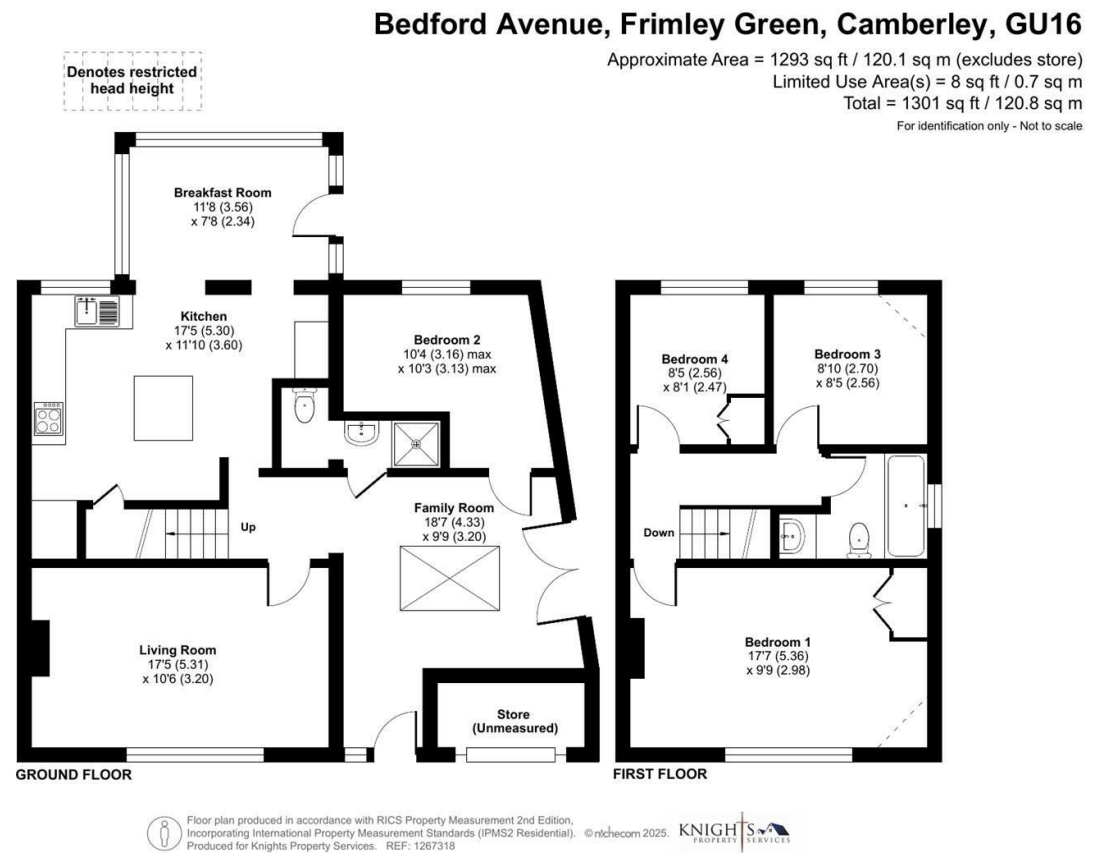 Bedford Avenue, Frimley Green, Camberley, GU16
Approximate Area = 1293 sq ft / 120.1 sq m (excludes store)
Limited Use Area(s) = 8 sq ft / 0.7 sq m
Total = 1301 sq ft / 120.8 sq m
For identification only - Not to scale
Denotes restricted
head height
Breakfast Room
11'8 (3.56)
x 7'8 (2.34)
Kitchen
17'5 (5.30)
x 11'10 (3.60)
Bedroom 2
10'4 (3.16) max
x 10'3 (3.13) max
Family Room
18'7 (4.33)
x 9'9 (3.20)
Up
Living Room
17'5 (5.31)
x 10'6 (3.20)
Store
(Unmeasured)
GROUND FLOOR
Bedroom 4
8'5 (2.56)
x 8'1 (2.47)
Bedroom 3
8'10 (2.70)
x 8'5 (2.56)
Down
Bedroom 1
17'7 (5.36)
x 9'9 (2.98)
FIRST FLOOR
Floor plan produced in accordance with RICS Property Measurement 2nd Edition,
Incorporating International Property Measurement Standards (IPMS2 Residential). © ntchecom 2025.
Produced for Knights Property Services. REF: 1267318
KNIGHTS
PROPERTY SERVICES